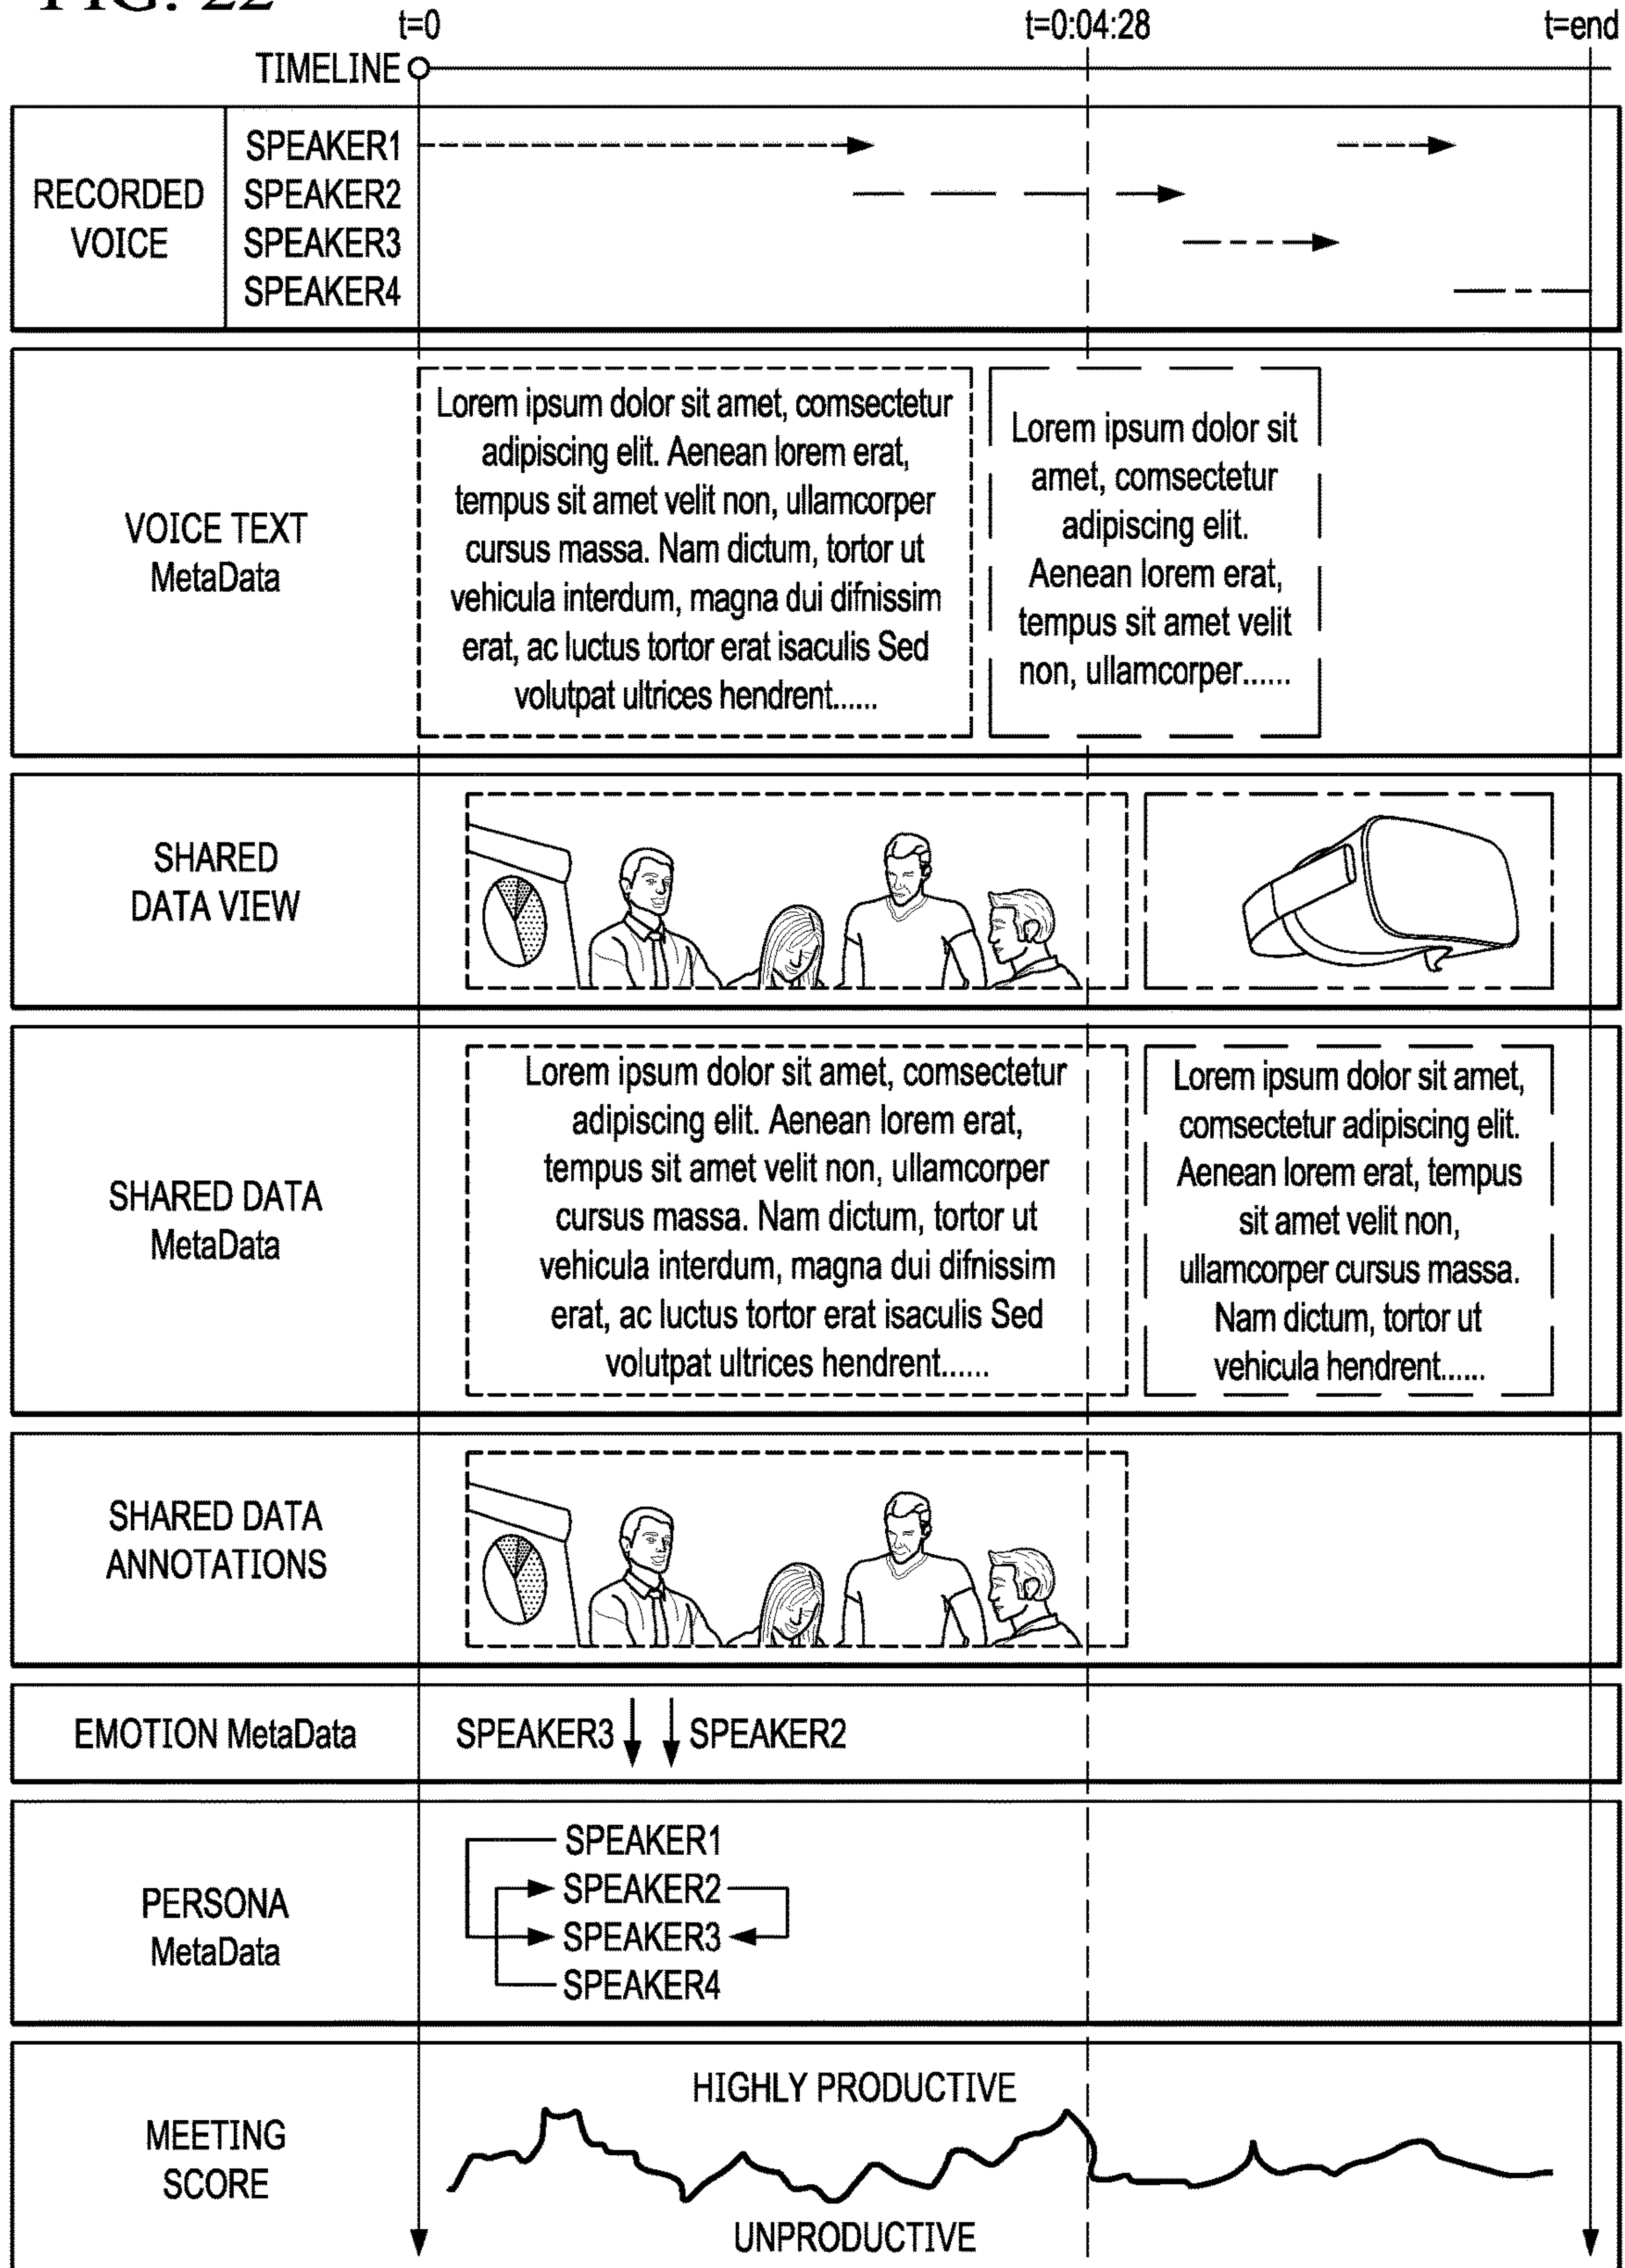 FIG. 22
t=0
t=0:04:28
t=end
TIMELINE
RECORDED
VOICE
SPEAKER1
SPEAKER2
SPEAKER3
SPEAKER4
VOICE TEXT
MetaData
Lorem ipsum dolor sit amet, comsectetur
adipiscing elit. Aenean lorem erat,
tempus sit amet velit non, ullamcorper
cursus massa. Nam dictum, tortor ut
vehicula interdum, magna dui difnissim
erat, ac luctus tortor erat isaculis Sed
volutpat ultrices hendrent......
Lorem ipsum dolor sit
amet, comsectetur
adipiscing elit.
Aenean lorem erat,
tempus sit amet velit
non, ullamcorper......
SHARED
DATA VIEW
SHARED DATA
MetaData
Lorem ipsum dolor sit amet, comsectetur
adipiscing elit. Aenean lorem erat,
tempus sit amet velit non, ullamcorper
cursus massa. Nam dictum, tortor ut
vehicula interdum, magna dui difnissim
erat, ac luctus tortor erat isaculis Sed
volutpat ultrices hendrent......
Lorem ipsum dolor sit amet,
comsectetur adipiscing elit.
Aenean lorem erat, tempus
sit amet velit non,
ullamcorper cursus massa.
Nam dictum, tortor ut
vehicula hendrent......
SHARED DATA
ANNOTATIONS
EMOTION MetaData
SPEAKER3
SPEAKER2
PERSONA
MetaData
SPEAKER1
SPEAKER2
SPEAKER3
SPEAKER4
MEETING
SCORE
HIGHLY PRODUCTIVE
UNPRODUCTIVE